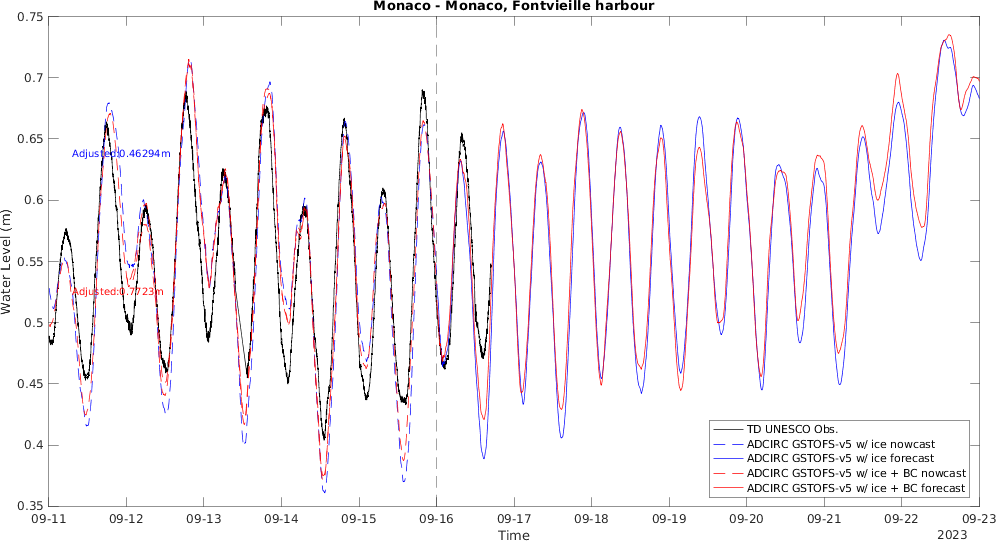 Monaco - Monaco, Fontvieille harbour
Water Level (m)
0.75
0.7
0.65
0.6
0.55
0.5
0.45
0.4
0.35
Adjusted:0.46294m
Adjusted:0.7723m
TD UNESCO Obs.
ADCIRC GSTOFS-v5 w/ ice nowcast
ADCIRC GSTOFS-v5 w/ ice forecast
ADCIRC GSTOFS-v5 w/ ice + BC nowcast
ADCIRC GSTOFS-v5 w/ ice + BC forecast
09-11 09-12 09-13 09-14 09-15 09-16 09-17 09-18 09-19 09-20 09-21 09-22 09-23
Time
2023